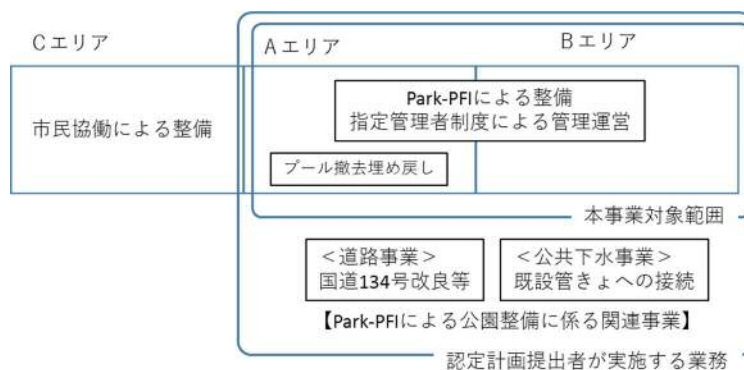 Cエリア
Aエリア
Bエリア
市民協働による整備
Park-PFIによる整備
指定管理者制度による管理運営
プール撤去埋め戻し
本事業対象範囲
＜道路事業＞
国道134号改良等
＜公共下水事業＞
既設管きょへの接続
【Park-PFIによる公園整備に係る関連事業】
認定計画提出者が実施する業務